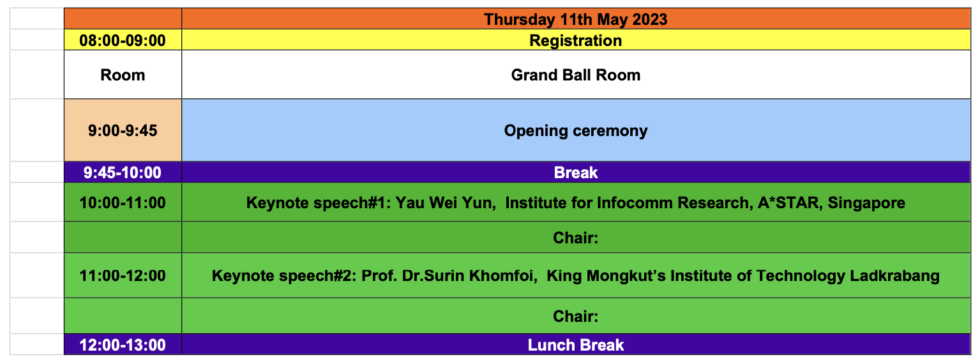 Thursday 11th May 2023
08:00-09:00 Registration
Room Grand Ball Room
9:00-9:45 Opening ceremony
9:45-10:00 Break
10:00-11:00 Keynote speech#1: Yau Wei Yun, Institute for Infocomm Research, A*STAR, Singapore
Chair:
11:00-12:00 Keynote speech#2: Prof. Dr.Surin Khomfoi, King Mongkut's Institute of Technology Ladkrabang
Chair:
12:00-13:00 Lunch Break